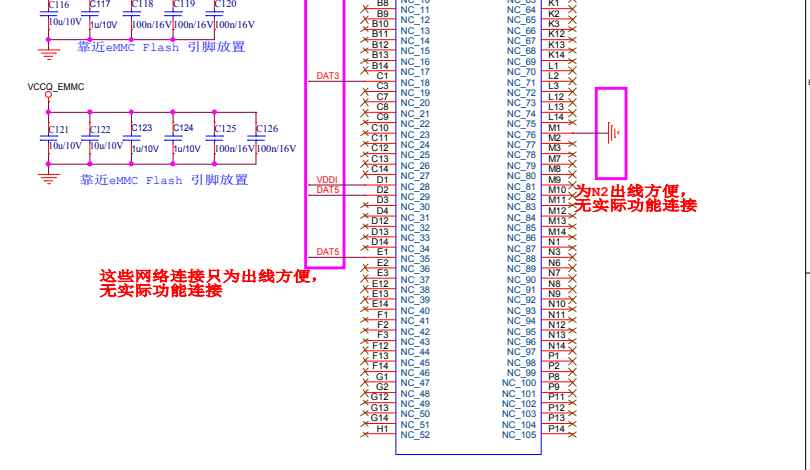 C116 C117 C118 C119 C120
10u/10V 1u/10V 100n/16V 100n/16V 100n/16V
靠近eMMC Flash 引脚放置
VCCQ_EMMC
C121 C122 C123 C124 C125 C126
10u/10V 10u/10V 1u/10V 1u/10V 100n/16V 100n/16V
靠近eMMC Flash 引脚放置
这些网络连接只为出线方便，
无实际功能连接
B8 NC_11 NC_64 K1
B9 NC_12 NC_65 K2
B10 NC_13 NC_66 K3
B11 NC_14 NC_67 K12
B12 NC_15 NC_68 K13
B13 NC_16 NC_69 K14
B14 NC_17 NC_70 L1
DAT3 C1 NC_18 NC_71 L2
C3 NC_19 NC_72 L3
C7 NC_20 NC_73 L12
C8 NC_21 NC_74 L13
C9 NC_22 NC_75 L14
C10 NC_23 NC_76 M1
C11 NC_24 NC_77 M2
C12 NC_25 NC_78 M3
C13 NC_26 NC_79 M7
C14 NC_27 NC_80 M8
VDDI D1 NC_28 NC_81 M9
DAT5 D2 NC_29 NC_82 M10
D3 NC_30 NC_83 M11
D4 NC_31 NC_84 M12
D12 NC_32 NC_85 M13
D13 NC_33 NC_86 M14
D14 NC_34 NC_87 N1
DAT5 E1 NC_35 NC_88 N3
E2 NC_36 NC_89 N6
E3 NC_37 NC_90 N7
E12 NC_38 NC_91 N8
E13 NC_39 NC_92 N9
E14 NC_40 NC_93 N10
F1 NC_41 NC_94 N11
F2 NC_42 NC_95 N12
F3 NC_43 NC_96 N13
F12 NC_44 NC_97 N14
F13 NC_45 NC_98 P1
F14 NC_46 NC_99 P2
G1 NC_47 NC_100 P8
G2 NC_48 NC_101 P9
G12 NC_49 NC_102 P11
G13 NC_50 NC_103 P12
G14 NC_51 NC_104 P13
H1 NC_52 NC_105 P14
为N2出线方便，
无实际功能连接